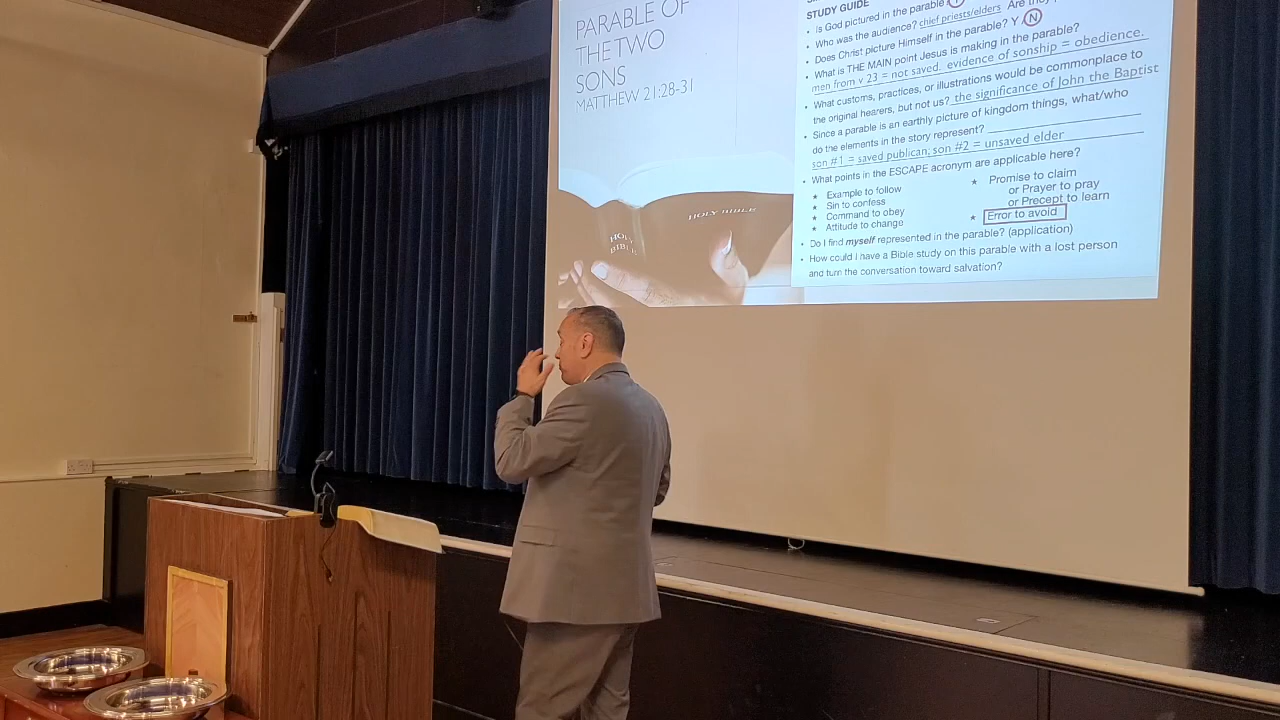 PARABLE OF
THE TWO
SONS
MATTHEW 21:28-31
HOLY BIBLE
HOLY
BIBLE
STUDY GUIDE
• Is God pictured in the parable? Y
• Who was the audience? chief priests/elders Are they
• Does Christ picture Himself in the parable? Y N
• What is THE MAIN point Jesus is making in the parable?
men from v 23 = not saved. evidence of sonship = obedience.
• What customs, practices, or illustrations would be commonplace to
the original hearers, but not us? the significance of John the Baptist
• Since a parable is an earthly picture of kingdom things, what/who
do the elements in the story represent?
son #1 = saved publican; son #2 = unsaved elder
• What points in the ESCAPE acronym are applicable here?
★ Example to follow
★ Sin to confess
★ Command to obey
★ Attitude to change
★ Promise to claim
or Prayer to pray
or Precept to learn
★ Error to avoid
• Do I find myself represented in the parable? (application)
• How could I have a Bible study on this parable with a lost person
and turn the conversation toward salvation?